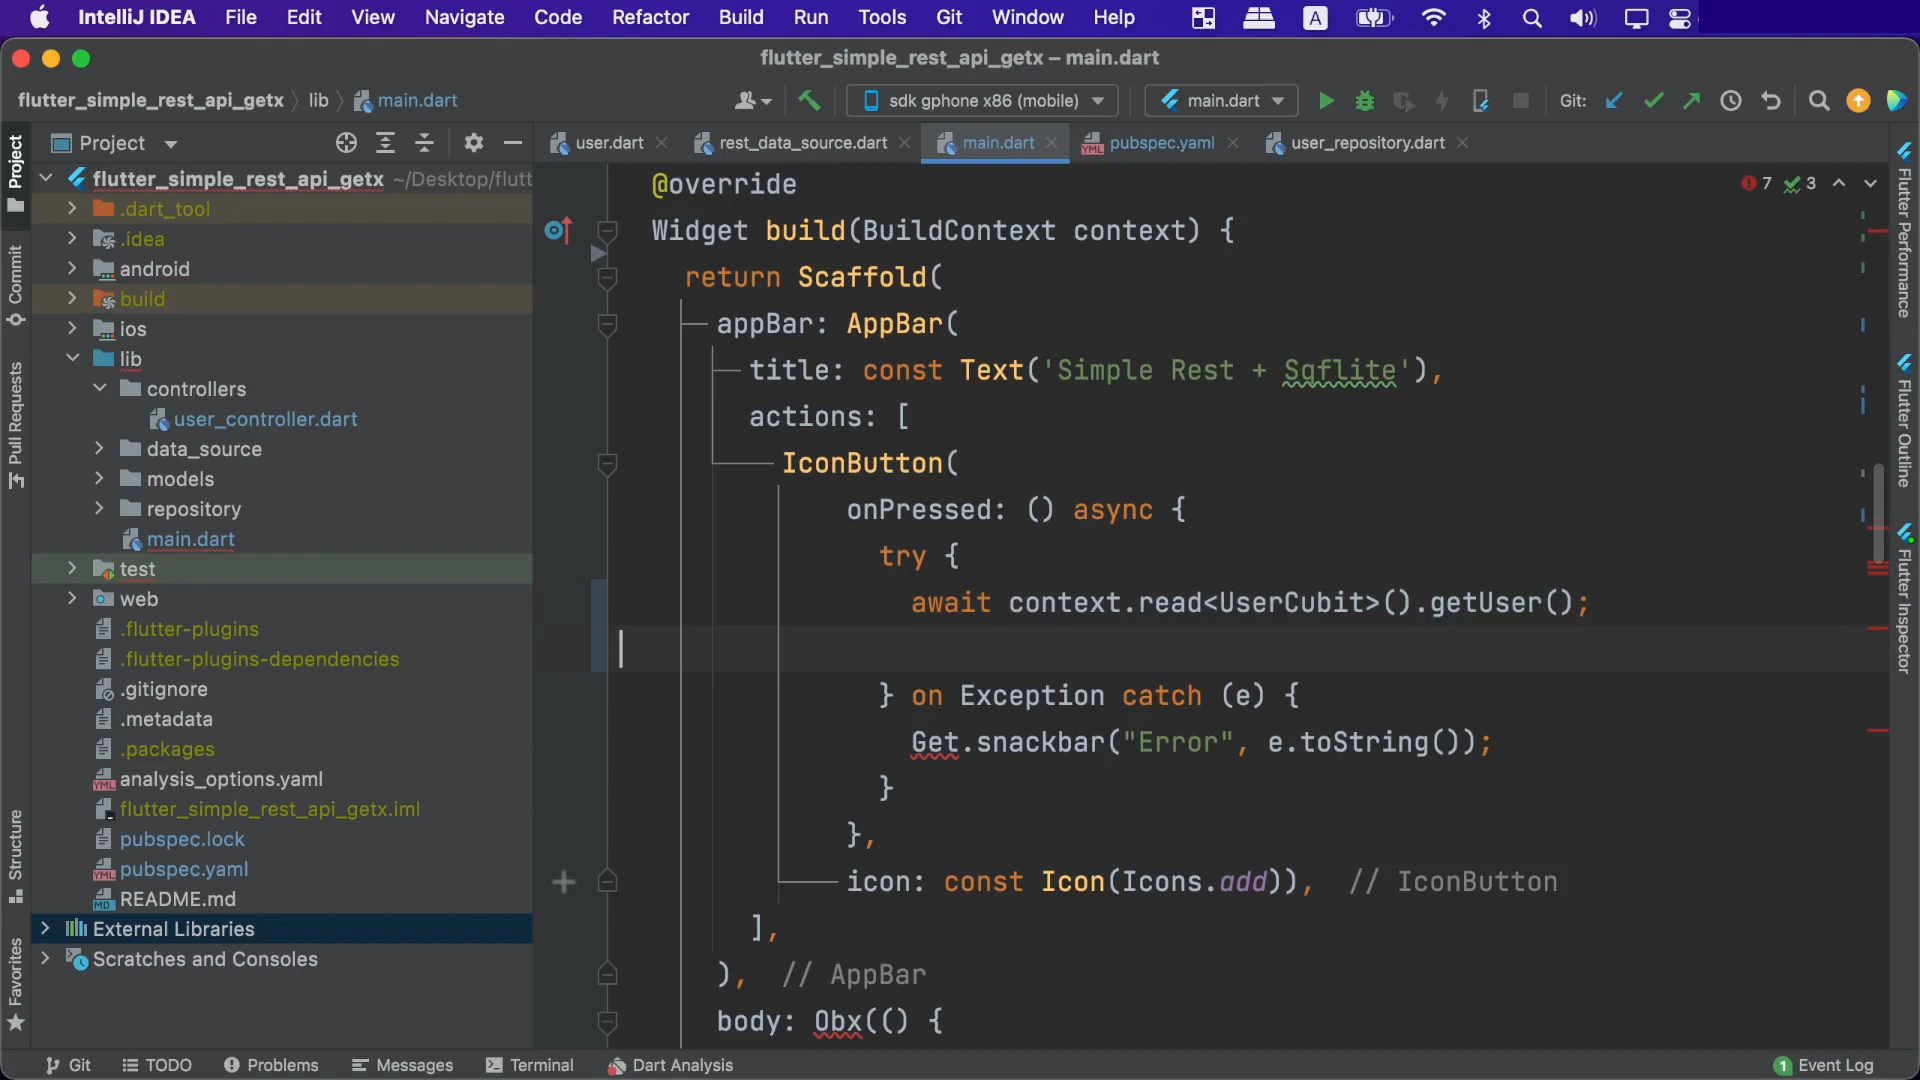 IntelliJ IDEA File Edit View Navigate Code Refactor Build Run Tools Git Window Help A
flutter_simple_rest_api_getx – main.dart
flutter_simple_rest_api_getx lib main.dart sdk gphone x86 (mobile) main.dart Git:
Project
user.dart rest_data_source.dart main.dart pubspec.yaml user_repository.dart
flutter_simple_rest_api_getx ~/Desktop/flutt
.dart_tool
.idea
android
build
ios
lib
controllers
user_controller.dart
data_source
models
repository
main.dart
test
web
.flutter-plugins
.flutter-plugins-dependencies
.gitignore
.metadata
.packages
analysis_options.yaml
flutter_simple_rest_api_getx.iml
pubspec.lock
pubspec.yaml
README.md
External Libraries
Scratches and Consoles
@override
7 3
Widget build(BuildContext context) {
return Scaffold(
appBar: AppBar(
title: const Text('Simple Rest + Sqflite'),
actions: [
IconButton(
onPressed: () async {
try {
await context.read<UserCubit>().getUser();
} on Exception catch (e) {
Get.snackbar("Error", e.toString());
}
},
icon: const Icon(Icons.add)), // IconButton
],
), // AppBar
body: Obx(() {
Project
Commit
Pull Requests
Structure
Favorites
Flutter Performance
Flutter Outline
Flutter Inspector
Git TODO Problems Messages Terminal Dart Analysis 1 Event Log